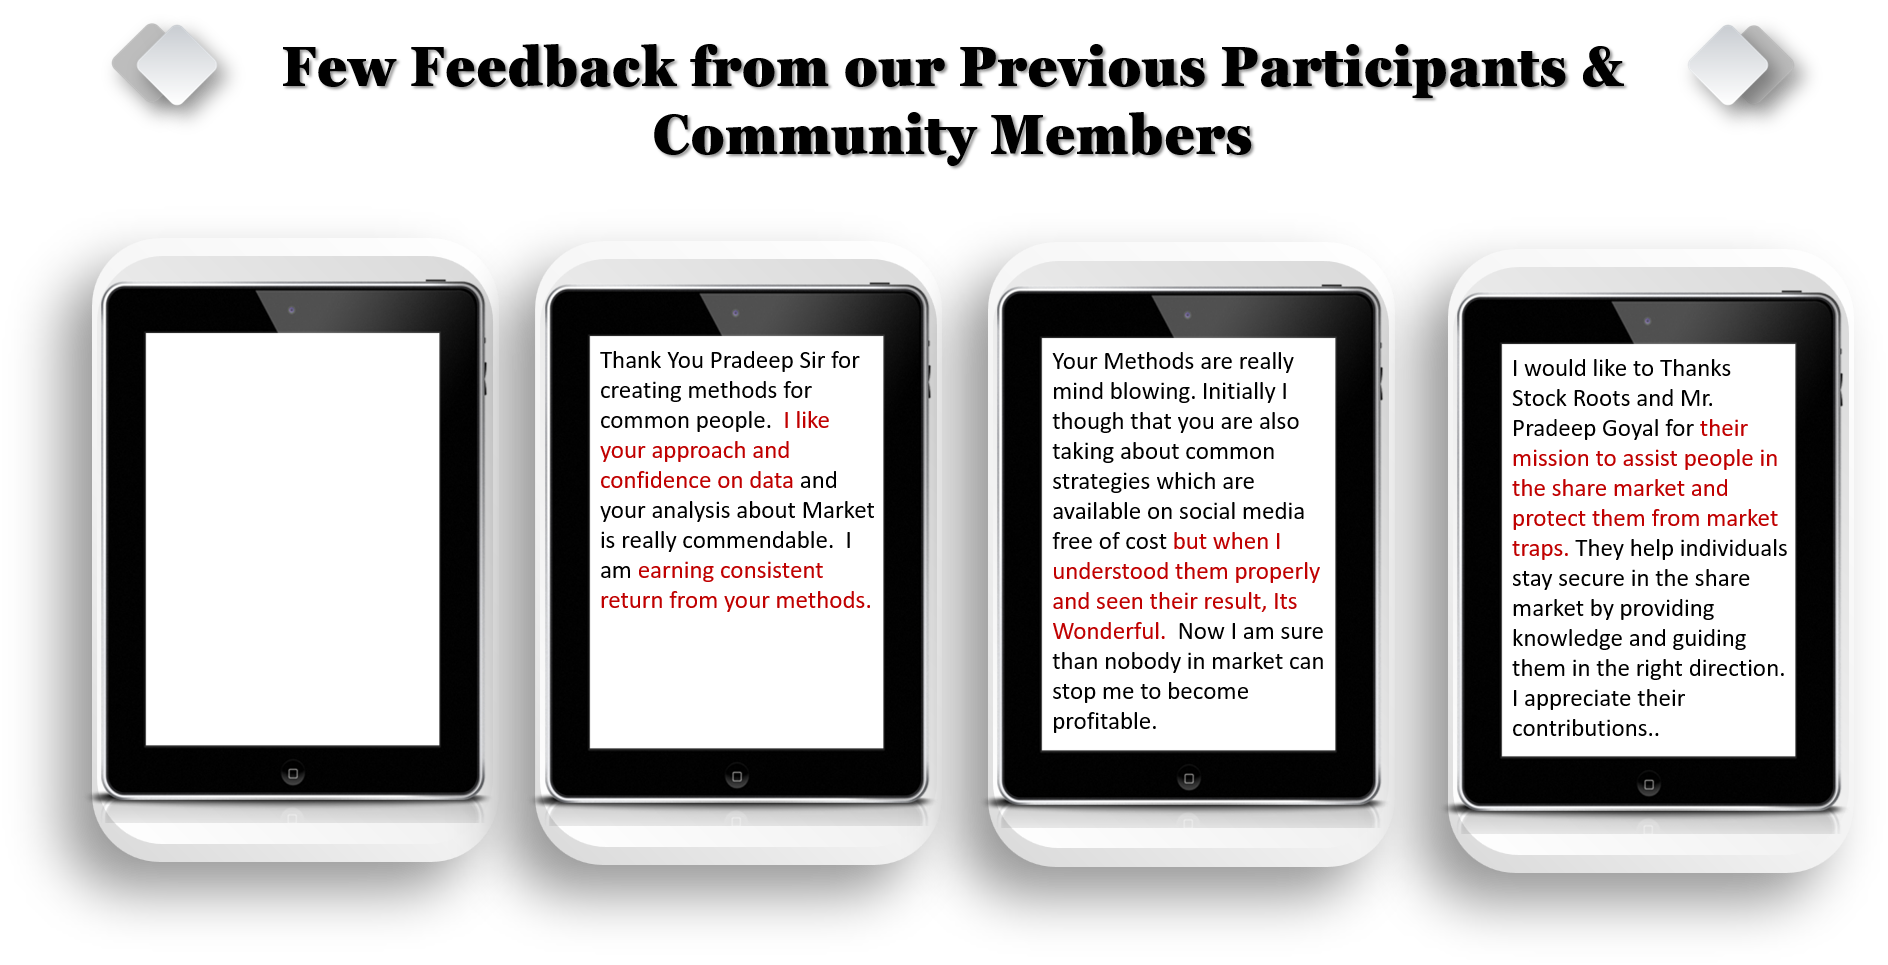 Few Feedback from our Previous Participants &
Community Members
Thank You Pradeep Sir for
creating methods for
common people.  I like
your approach and
confidence on data and
your analysis about Market
is really commendable.  I
am earning consistent
return from your methods.
Your Methods are really
mind blowing. Initially I
though that you are also
taking about common
strategies which are
available on social media
free of cost but when I
understood them properly
and seen their result, Its
Wonderful.  Now I am sure
than nobody in market can
stop me to become
profitable.
I would like to Thanks
Stock Roots and Mr.
Pradeep Goyal for their
mission to assist people in
the share market and
protect them from market
traps. They help individuals
stay secure in the share
market by providing
knowledge and guiding
them in the right direction.
I appreciate their
contributions..